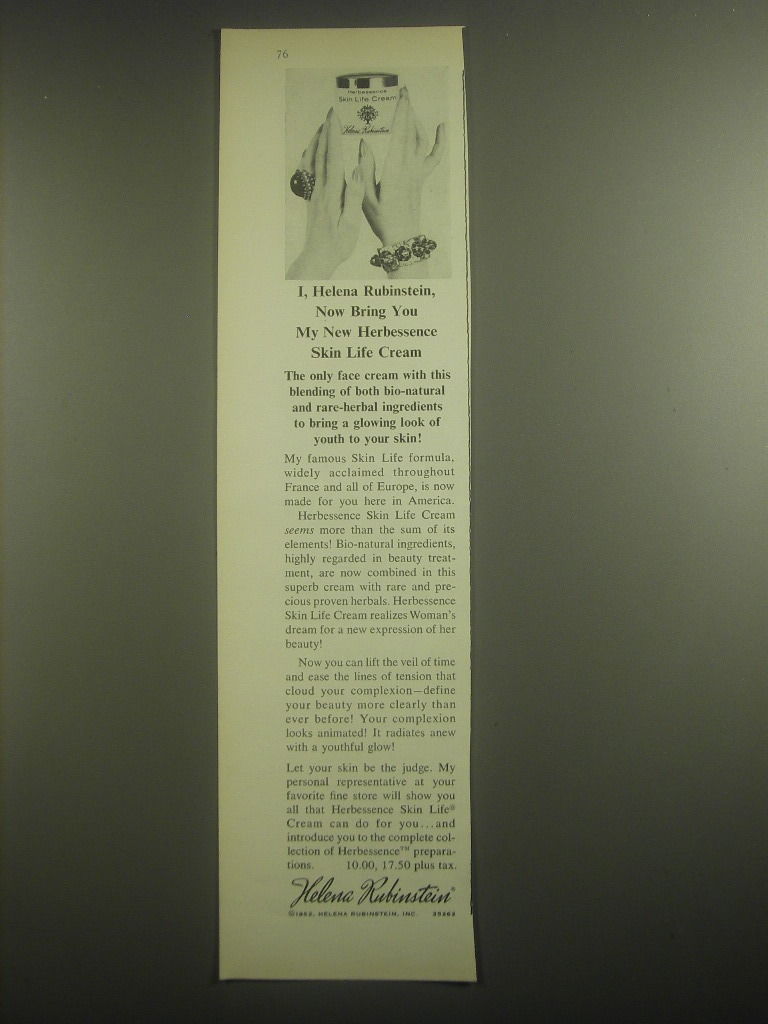 76
Herbessence
Skin Life Cream
Helena Rubinstein
I, Helena Rubinstein,
Now Bring You
My New Herbessence
Skin Life Cream
The only face cream with this
blending of both bio-natural
and rare-herbal ingredients
to bring a glowing look of
youth to your skin!
My famous Skin Life formula,
widely acclaimed throughout
France and all of Europe, is now
made for you here in America.
Herbessence Skin Life Cream
seems more than the sum of its
elements! Bio-natural ingredients,
highly regarded in beauty treat-
ment, are now combined in this
superb cream with rare and pre-
cious proven herbals. Herbessence
Skin Life Cream realizes Woman's
dream for a new expression of her
beauty!
Now you can lift the veil of time
and ease the lines of tension that
cloud your complexion—define
your beauty more clearly than
ever before! Your complexion
looks animated! It radiates anew
with a youthful glow!
Let your skin be the judge. My
personal representative at your
favorite fine store will show you
all that Herbessence Skin Life®
Cream can do for you...and
introduce you to the complete col-
lection of Herbessence™ prepara-
tions. 10.00, 17.50 plus tax.
Helena Rubinstein®
HELENA RUBINSTEIN, INC.